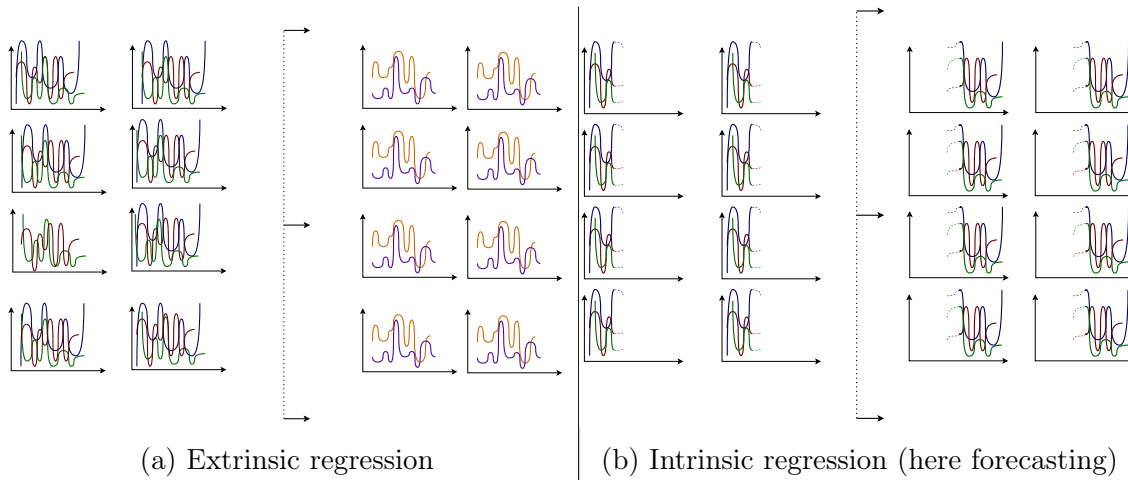 (a) Extrinsic regression
(b) Intrinsic regression (here forecasting)